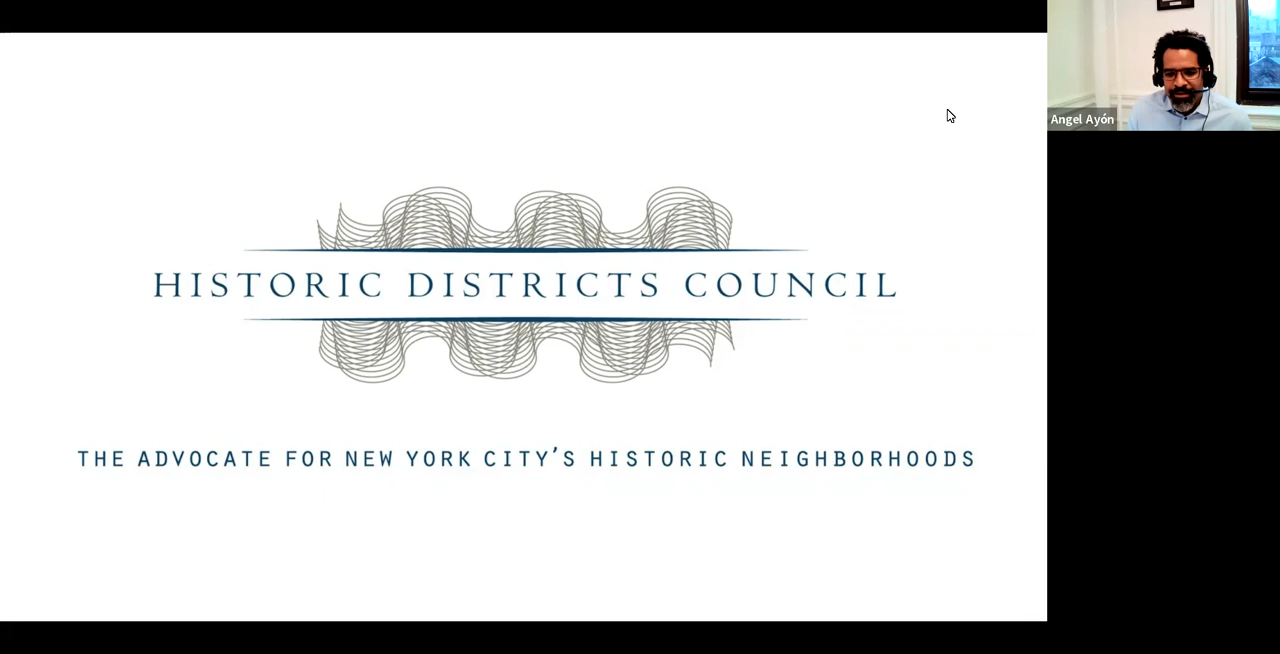 Angel Ayón
HISTORIC DISTRICTS COUNCIL
THE ADVOCATE FOR NEW YORK CITY'S HISTORIC NEIGHBORHOODS